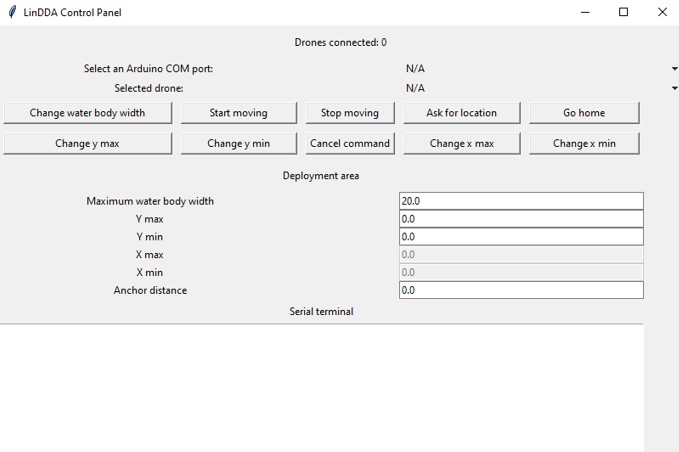 LinDDA Control Panel
Drones connected: 0
Select an Arduino COM port: N/A
Selected drone: N/A
Change water body width Start moving Stop moving Ask for location Go home
Change y max Change y min Cancel command Change x max Change x min
Deployment area
Maximum water body width 20.0
Y max 0.0
Y min 0.0
X max 0.0
X min 0.0
Anchor distance 0.0
Serial terminal